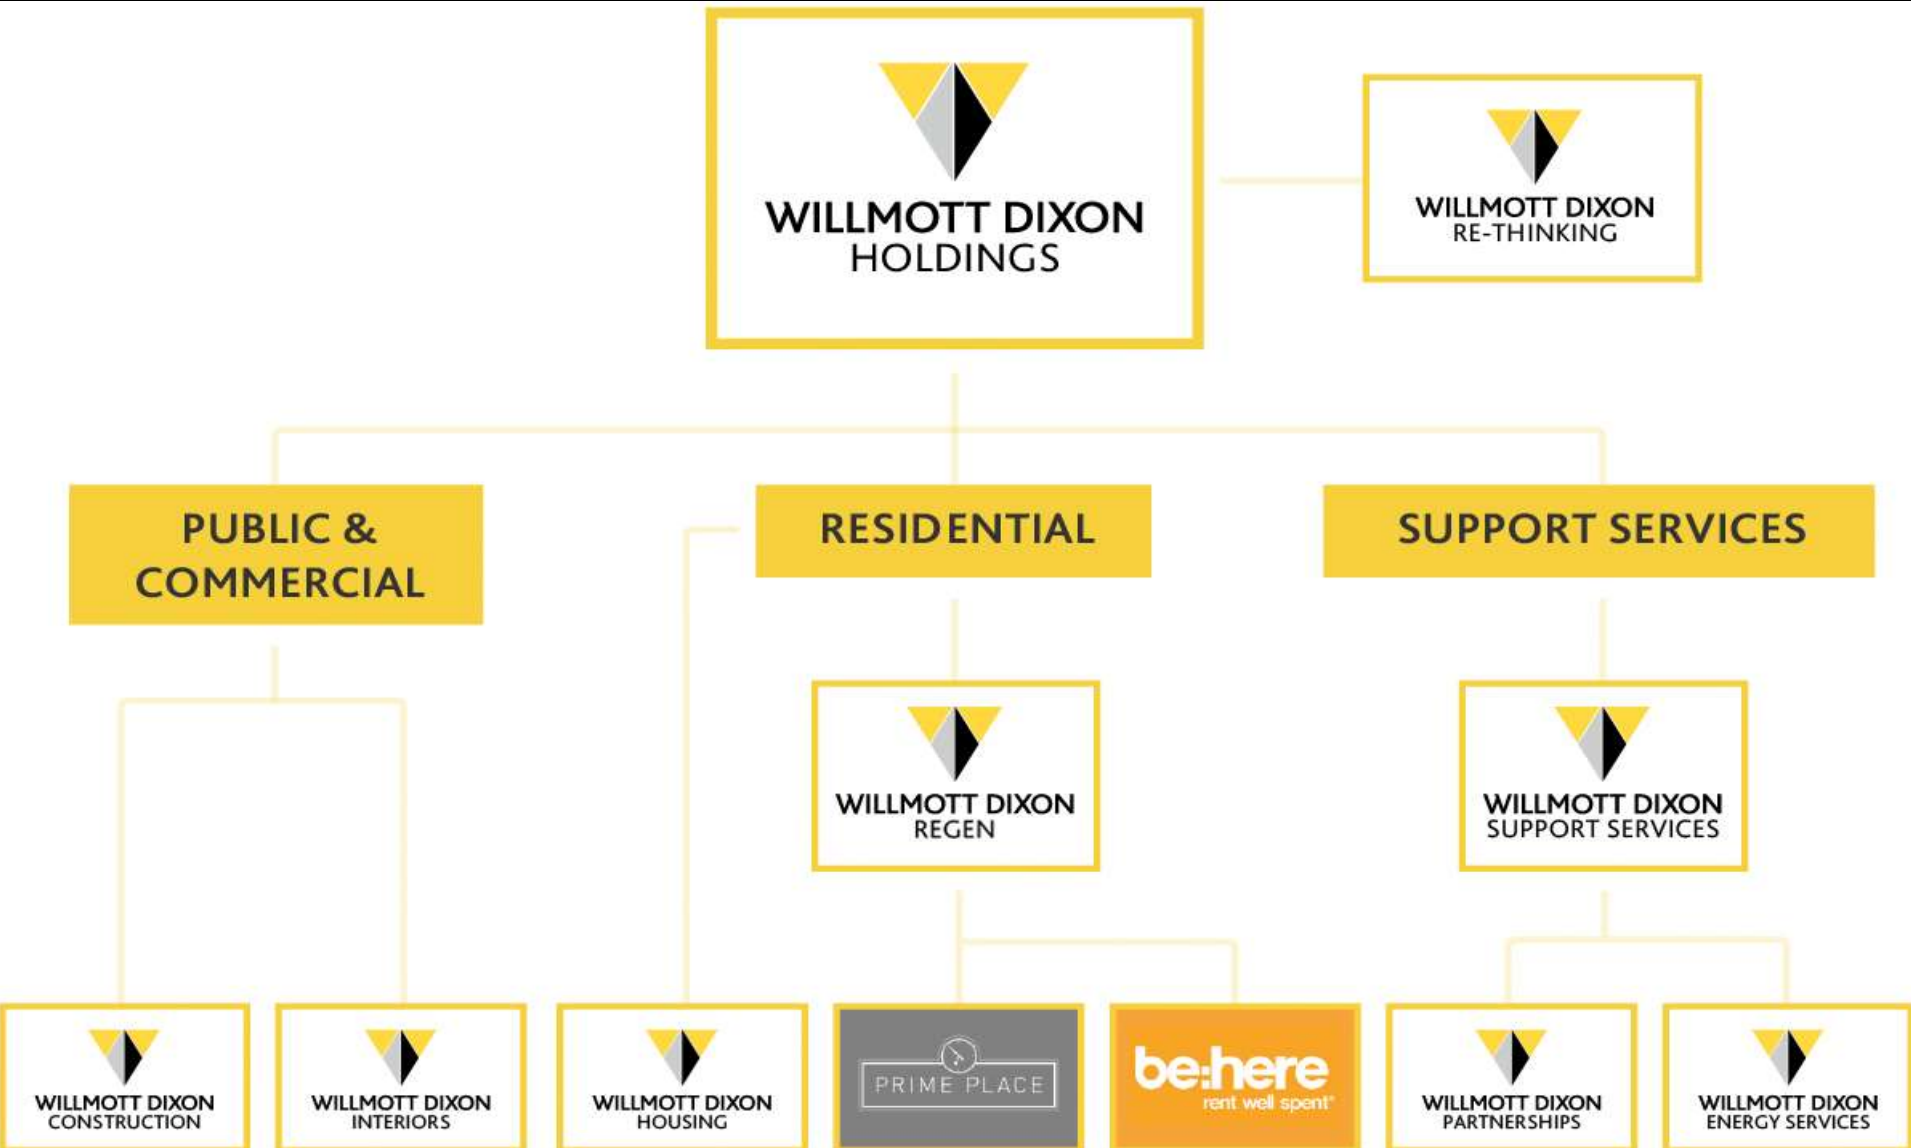 WILLMOTT DIXON
HOLDINGS
WILLMOTT DIXON
RE-THINKING
PUBLIC &
COMMERCIAL
RESIDENTIAL
SUPPORT SERVICES
WILLMOTT DIXON
REGEN
WILLMOTT DIXON
SUPPORT SERVICES
WILLMOTT DIXON
CONSTRUCTION
WILLMOTT DIXON
INTERIORS
WILLMOTT DIXON
HOUSING
PRIME PLACE
be:here
rent well spent
WILLMOTT DIXON
PARTNERSHIPS
WILLMOTT DIXON
ENERGY SERVICES